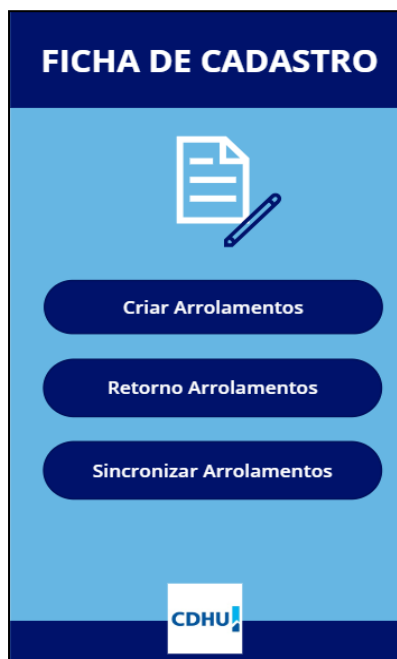 FICHA DE CADASTRO
Criar Arrolamentos
Retorno Arrolamentos
Sincronizar Arrolamentos
CDHU